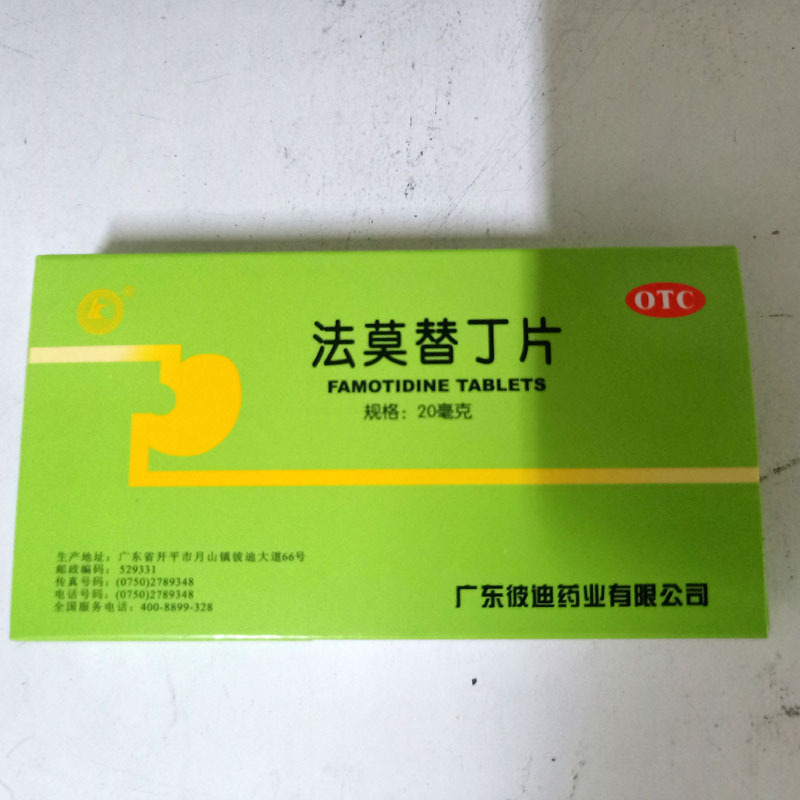 OTC
法莫替丁片
FAMOTIDINE TABLETS
规格：20毫克
生产地址：广东省开平市月山镇彼迪大道66号
邮政编码：529331
传真号码：(0750)2789348
电话号码：(0750)2789348
全国服务电话：400-8899-328
广东彼迪药业有限公司